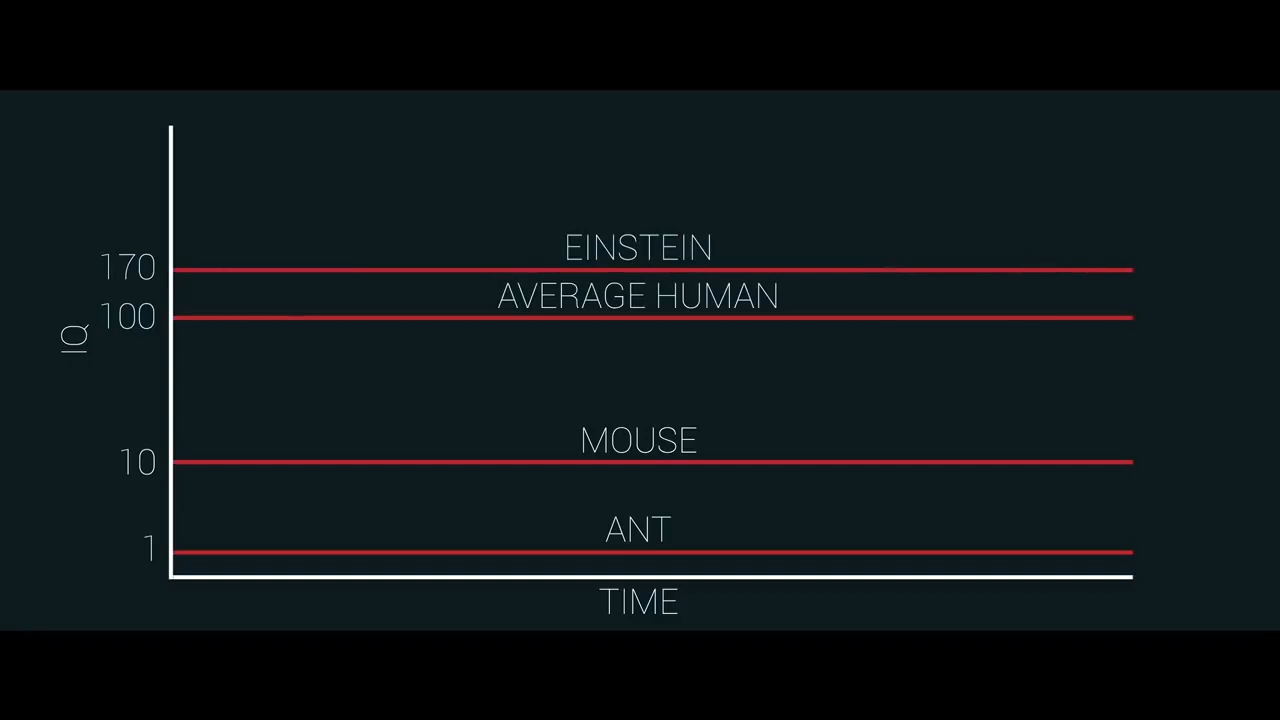 EINSTEIN
170
AVERAGE HUMAN
100
IQ
MOUSE
10
ANT
1
TIME